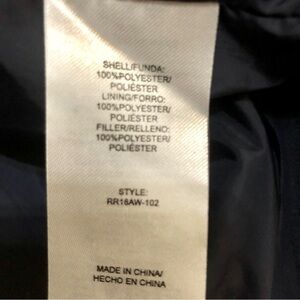 SHELL/FUNDA:
100%POLYESTER/
POLIÉSTER
LINING/FORRO:
100%POLYESTER/
POLIÉSTER
FILLER/RELLENO:
100%POLYESTER/
POLIÉSTER
STYLE:
RR18AW-102
MADE IN CHINA/
HECHO EN CHINA